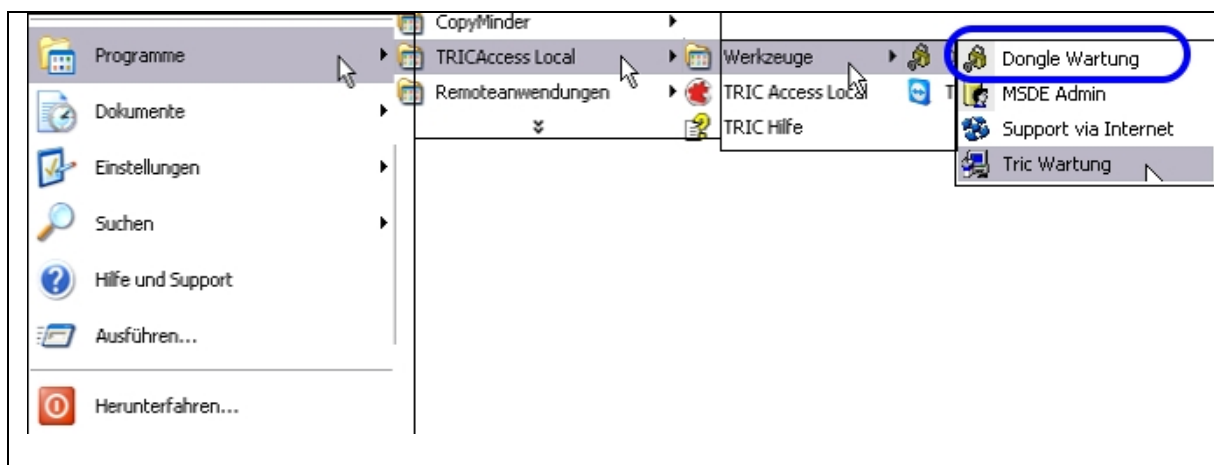 Programme
Dokumente
Einstellungen
Suchen
Hilfe und Support
Ausführen...
Herunterfahren...
CopyMinder
TRICAccess Local
Remoteanwendungen
Werkzeuge
TRIC Access Local
TRIC Hilfe
T
Dongle Wartung
MSDE Admin
Support via Internet
Tric Wartung